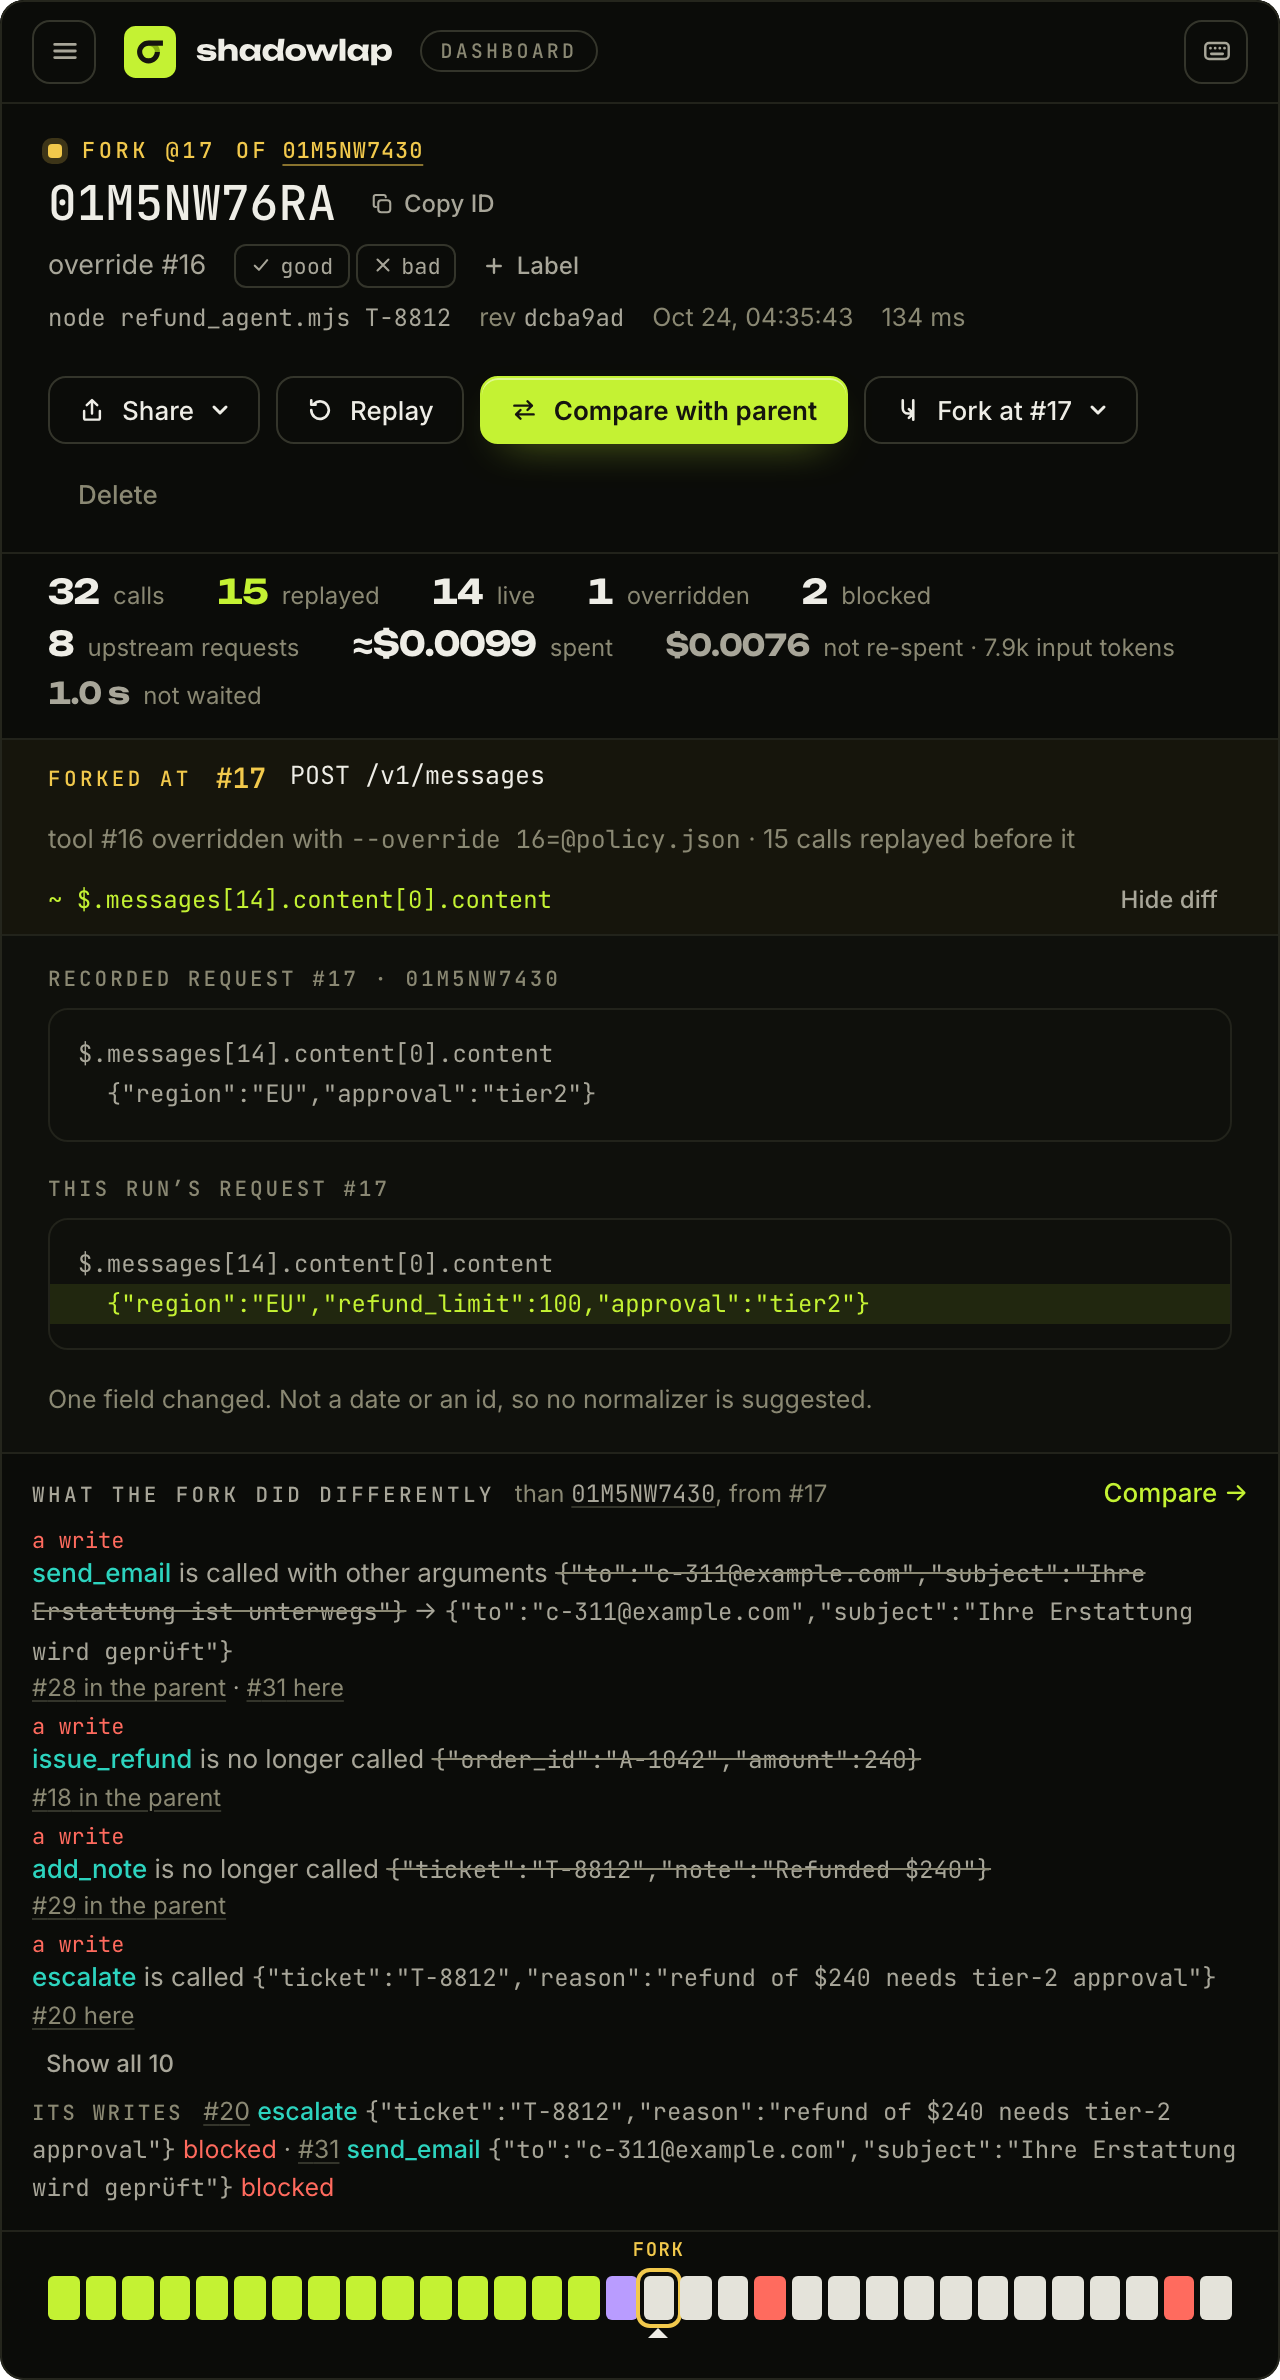 shadowlap DASHBOARD
FORK @17 OF 01M5NW7430
01M5NW76RA Copy ID
override #16 good bad + Label
node refund_agent.mjs T-8812 rev dcba9ad Oct 24, 04:35:43 134 ms
Share Replay Compare with parent Fork at #17
Delete
32 calls 15 replayed 14 live 1 overridden 2 blocked
8 upstream requests ≈$0.0099 spent $0.0076 not re-spent · 7.9k input tokens
1.0 s not waited
FORKED AT #17 POST /v1/messages
tool #16 overridden with --override 16=@policy.json · 15 calls replayed before it
~ $.messages[14].content[0].content Hide diff
RECORDED REQUEST #17 · 01M5NW7430
$.messages[14].content[0].content
{"region":"EU","approval":"tier2"}
THIS RUN’S REQUEST #17
$.messages[14].content[0].content
{"region":"EU","refund_limit":100,"approval":"tier2"}
One field changed. Not a date or an id, so no normalizer is suggested.
WHAT THE FORK DID DIFFERENTLY than 01M5NW7430, from #17 Compare →
a write
send_email is called with other arguments {"to":"c-311@example.com","subject":"Ihre
Erstattung ist unterwegs"} → {"to":"c-311@example.com","subject":"Ihre Erstattung
wird geprüft"}
#28 in the parent · #31 here
a write
issue_refund is no longer called {"order_id":"A-1042","amount":240}
#18 in the parent
a write
add_note is no longer called {"ticket":"T-8812","note":"Refunded $240"}
#29 in the parent
a write
escalate is called {"ticket":"T-8812","reason":"refund of $240 needs tier-2 approval"}
#20 here
Show all 10
ITS WRITES #20 escalate {"ticket":"T-8812","reason":"refund of $240 needs tier-2
approval"} blocked · #31 send_email {"to":"c-311@example.com","subject":"Ihre Erstattung
wird geprüft"} blocked
FORK